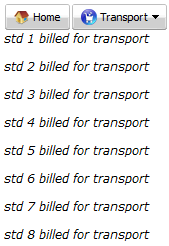 Home Transport
std 1 billed for transport
std 2 billed for transport
std 3 billed for transport
std 4 billed for transport
std 5 billed for transport
std 6 billed for transport
std 7 billed for transport
std 8 billed for transport